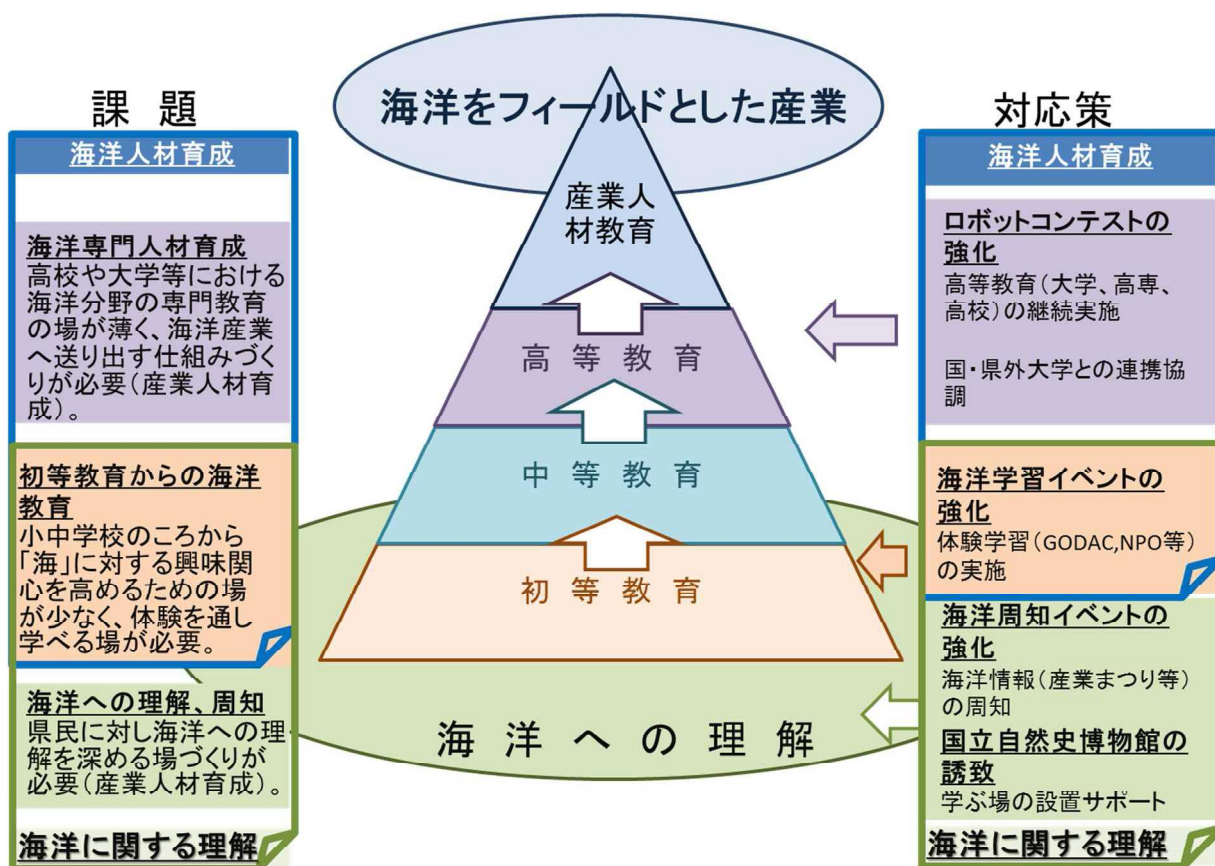 課 題
海洋人材育成
海洋専門人材育成
高校や大学等における
海洋分野の専門教育
の場が薄く、海洋産業
へ送り出す仕組みづく
りが必要(産業人材育
成)。
初等教育からの海洋
教育
小中学校のころから
「海」に対する興味関
心を高めるための場
が少なく、体験を通し
学べる場が必要。
海洋への理解、周知
県民に対し海洋への理
解を深める場づくりが
必要(産業人材育成)。
海洋に関する理解
海洋をフィールドとした産業
産業人
材教育
高 等 教 育
中 等 教 育
初 等 教 育
海 洋 へ の 理 解
対応策
海洋人材育成
ロボットコンテストの
強化
高等教育(大学、高専、
高校)の継続実施
国・県外大学との連携協
調
海洋学習イベントの
強化
体験学習(GODAC,NPO等)
の実施
海洋周知イベントの
強化
海洋情報(産業まつり等)
の周知
国立自然史博物館の
誘致
学ぶ場の設置サポート
海洋に関する理解